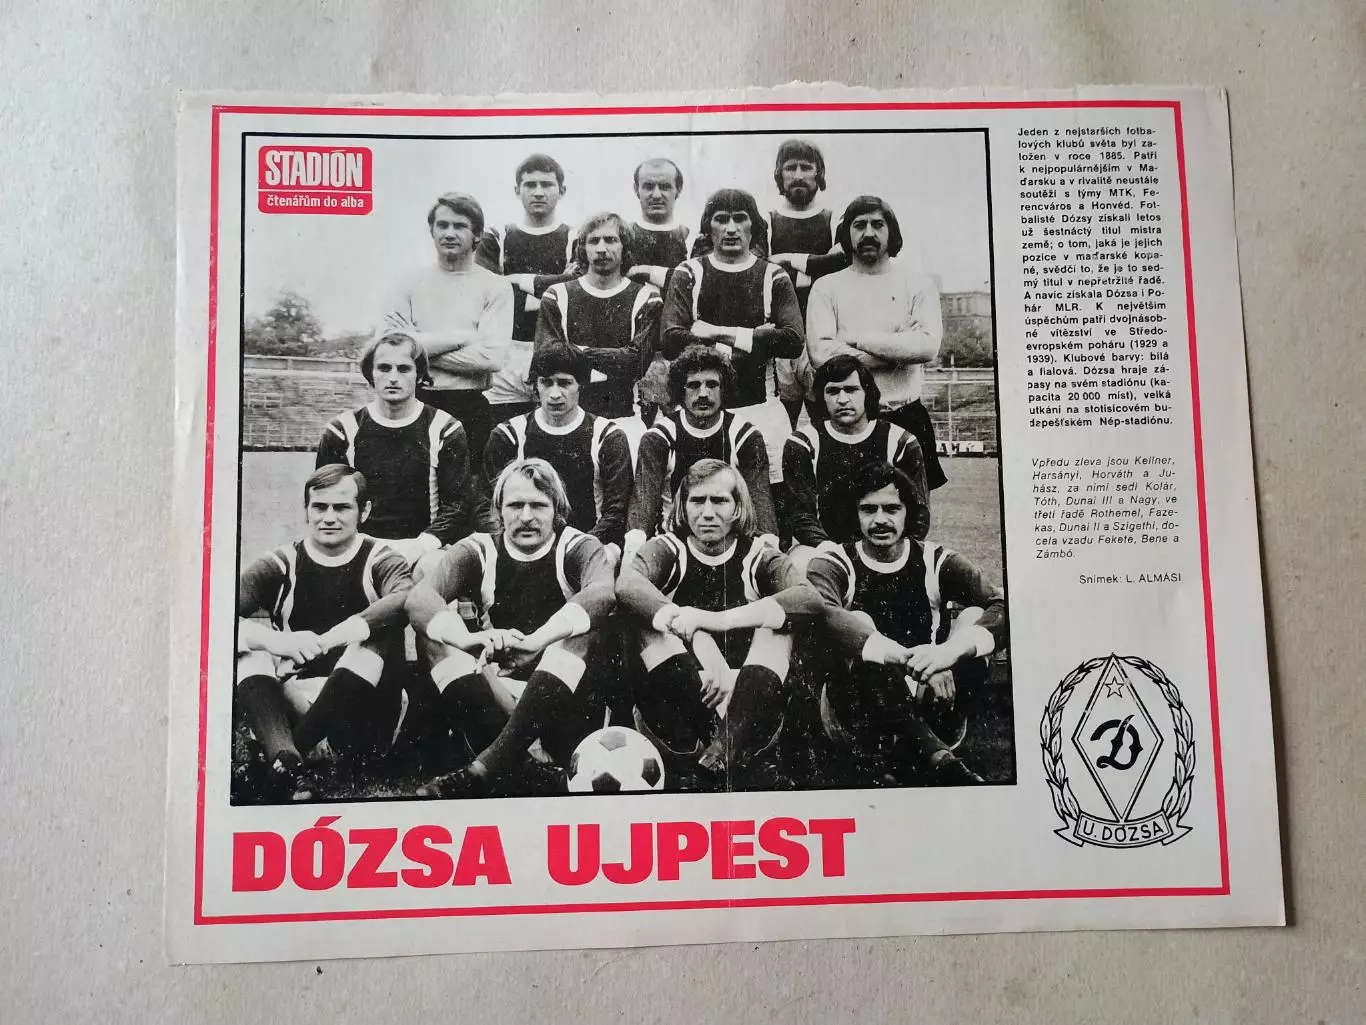 STADIÓN
čtenářům do alba
Jeden z nejstarších fotba-
lových klubů světa byl za-
ložen v roce 1885. Patří
k nejpopulárnějším v Ma-
ďarsku a v rivalitě neustále
soutěží s týmy MTK, Fe-
rencváros a Honvéd. Fot-
balisté Dózsy získali letos
už šestnáctý titul mistra
země; o tom, jaká je jejich
pozice v maďarské kopa-
né, svědčí to, že je to sed-
mý titul v nepřetržité řadě.
A navíc získala Dózsa i Po-
hár MLR. K největším
úspěchům patří dvojnásob-
né vítězství ve Středo-
evropském poháru (1929 a
1939). Klubové barvy: bílá
a fialová. Dózsa hraje zá-
pasy na svém stadiónu (ka-
pacita 20 000 míst), velká
utkání na stotisícovém bu-
dapešťském Nép-stadiónu.
Vpředu zleva jsou Kellner,
Harsányi, Horváth a Ju-
hász, za nimi sedí Kolár,
Tóth, Dunai III a Nagy, ve
třetí řadě Rothemel, Faze-
kas, Dunai II a Szigethi, do-
cela vzadu Fekete, Bene a
Zámbó.
Snímek: L. ALMÁSI
D
U. DÓZSA
DÓZSA UJPEST